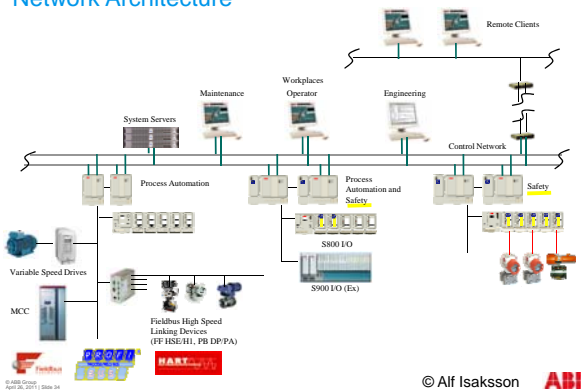 Network Architecture
Remote Clients
Workplaces
Maintenance
Operator
Engineering
System Servers
Control Network
Process Automation
Process
Automation and
Safety
Safety
S800 I/O
Variable Speed Drives
S900 I/O (Ex)
MCC
Fieldbus High Speed
Linking Devices
(FF HSE/H1, PB DP/PA)
PROFI
HART
© ABB Group
April 26, 2011 | Slide 34
© Alf Isaksson
ABB